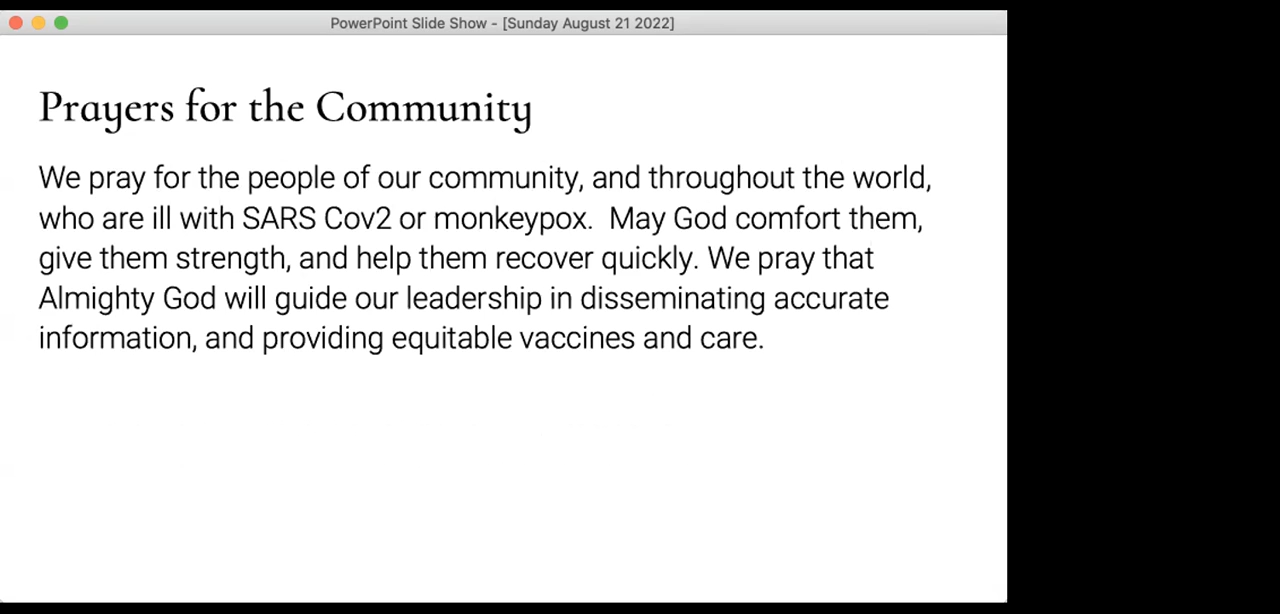 PowerPoint Slide Show - [Sunday August 21 2022]
Prayers for the Community
We pray for the people of our community, and throughout the world,
who are ill with SARS Cov2 or monkeypox.  May God comfort them,
give them strength, and help them recover quickly. We pray that
Almighty God will guide our leadership in disseminating accurate
information, and providing equitable vaccines and care.